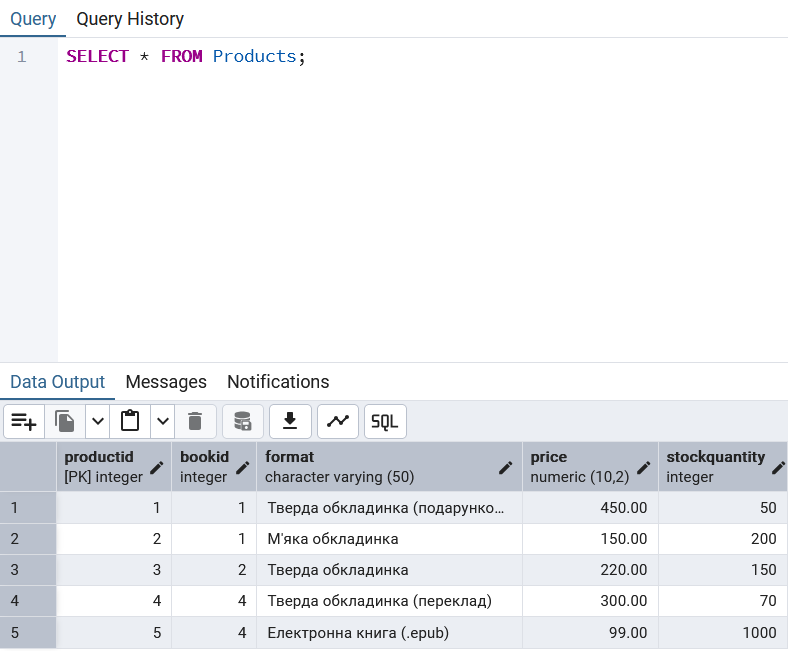 Query Query History
1 SELECT * FROM Products;
Data Output Messages Notifications
SQL
productid bookid format price stockquantity
[PK] integer integer character varying (50) numeric (10,2) integer
1 1 1 Тверда обкладинка (подарунко... 450.00 50
2 2 1 М'яка обкладинка 150.00 200
3 3 2 Тверда обкладинка 220.00 150
4 4 4 Тверда обкладинка (переклад) 300.00 70
5 5 4 Електронна книга (.epub) 99.00 1000